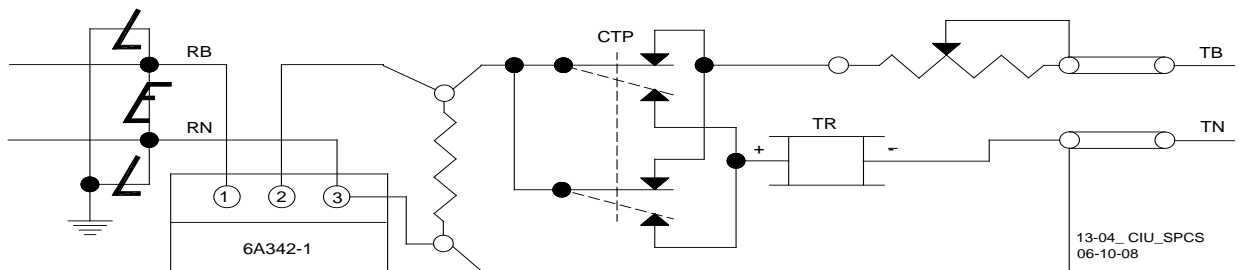 CTP
RB
TB
RN
TR
TN
+ -
1 2 3
6A342-1
13-04_ CIU_SPCS
06-10-08